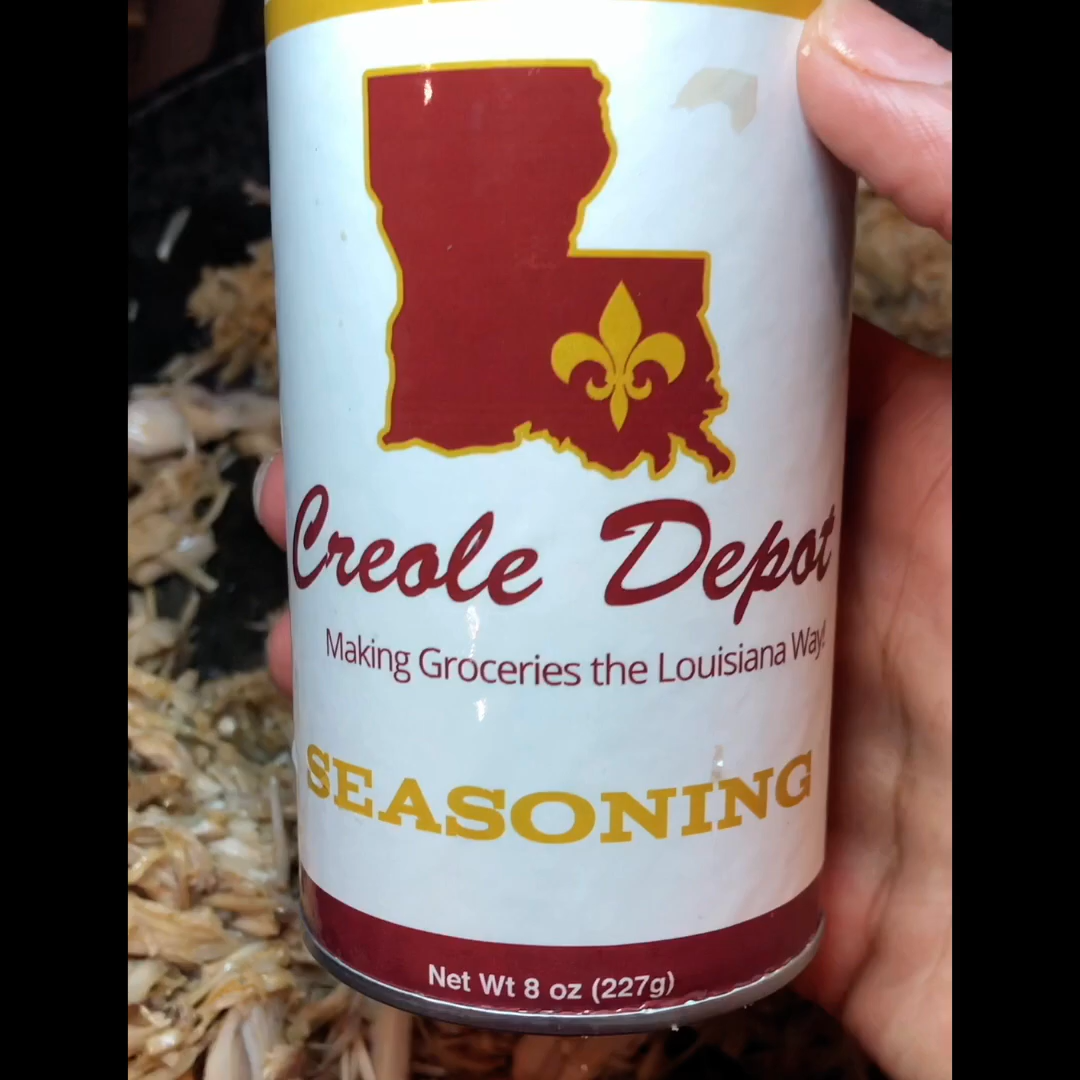 Creole Depot
Making Groceries the Louisiana Way!
SEASONING
Net Wt 8 oz (227g)